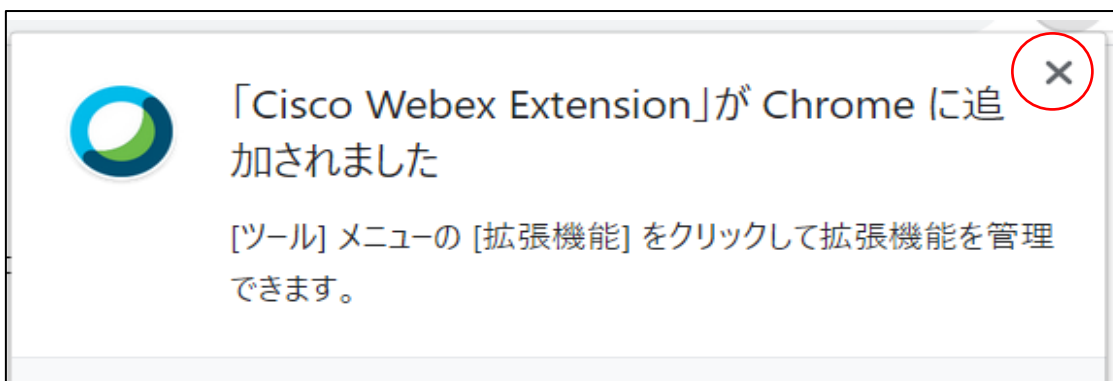 「Cisco Webex Extension」が Chrome に追
加されました
[ツール] メニューの [拡張機能] をクリックして拡張機能を管理
できます。